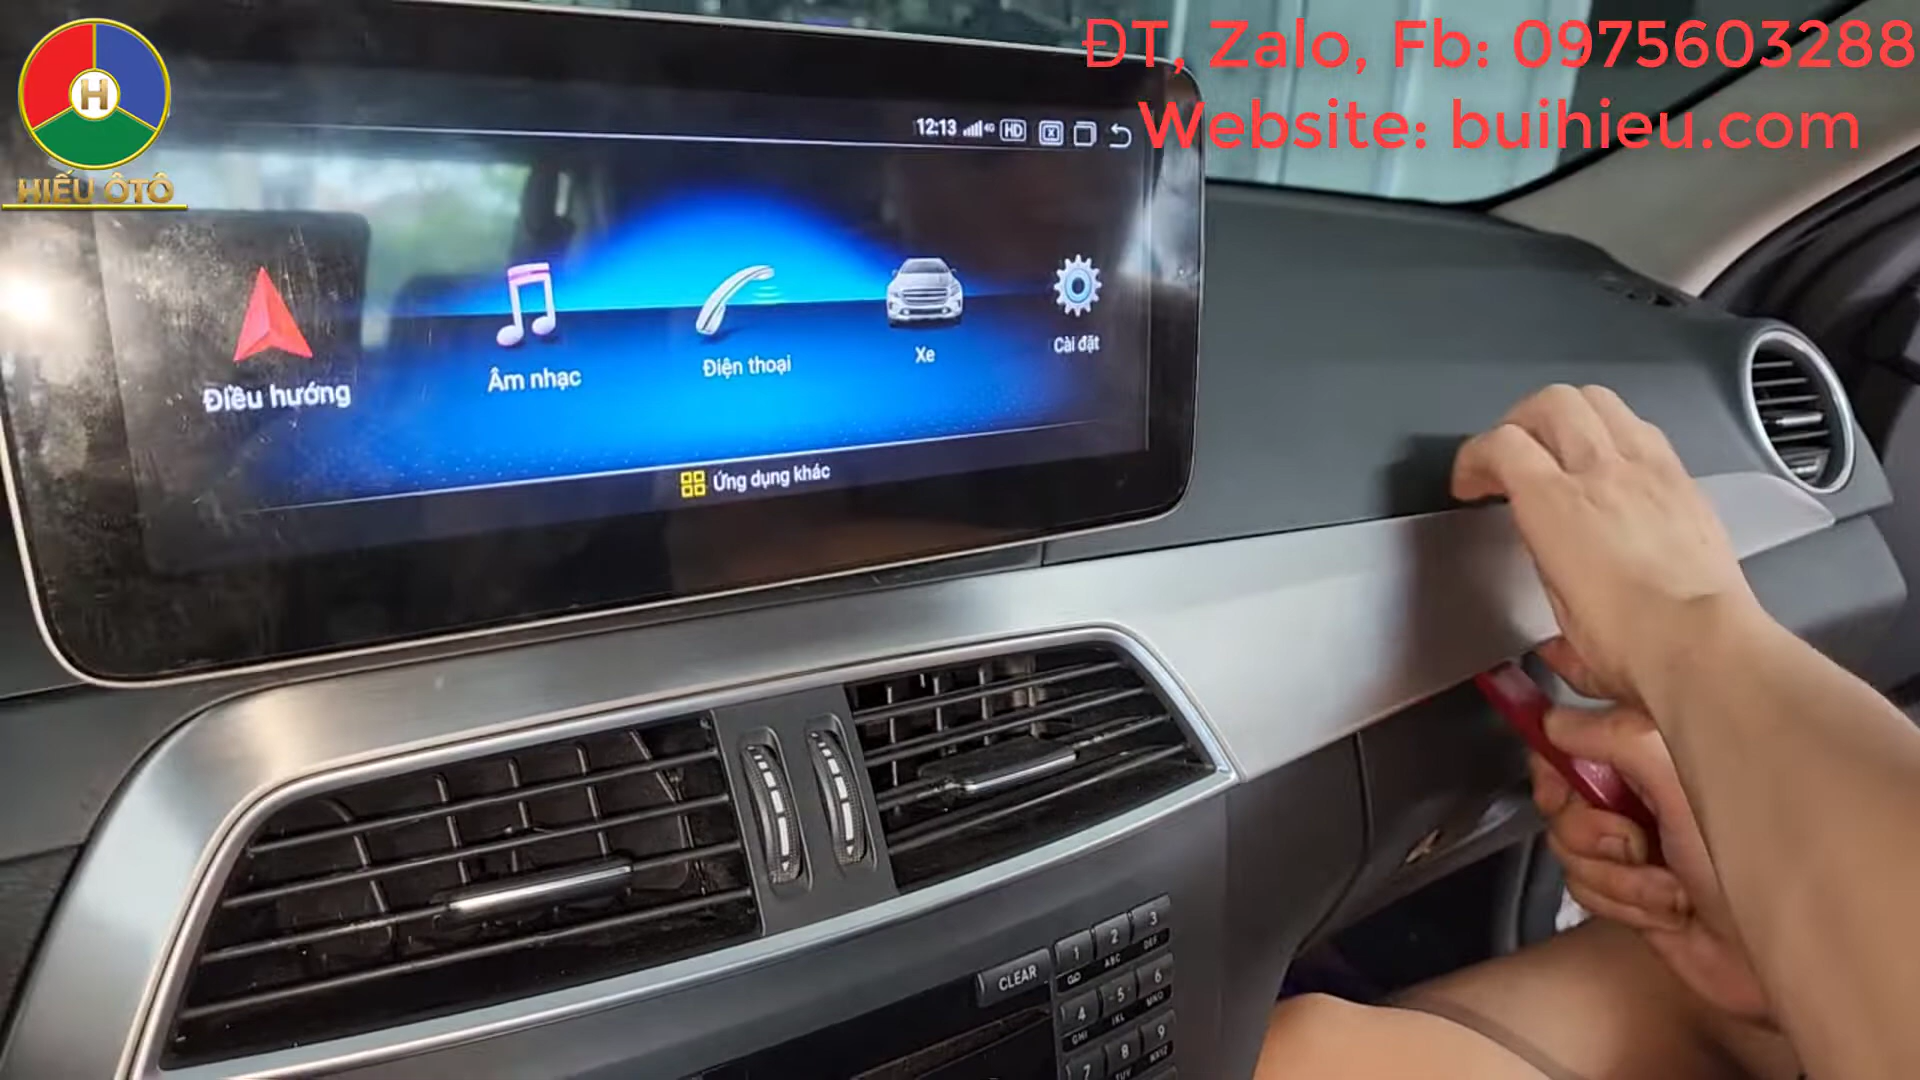 ĐT, Zalo, Fb: 0975603288
Website: buihieu.com
H
HIẾU ÔTÔ
12:13 4G HD
Điều hướng
Âm nhạc
Điện thoại
Xe
Cài đặt
Ứng dụng khác
CLEAR
1
2 ABC
3 DEF
4 GHI
5 JKL
6 MNO
7
8 TUV
9 WXYZ